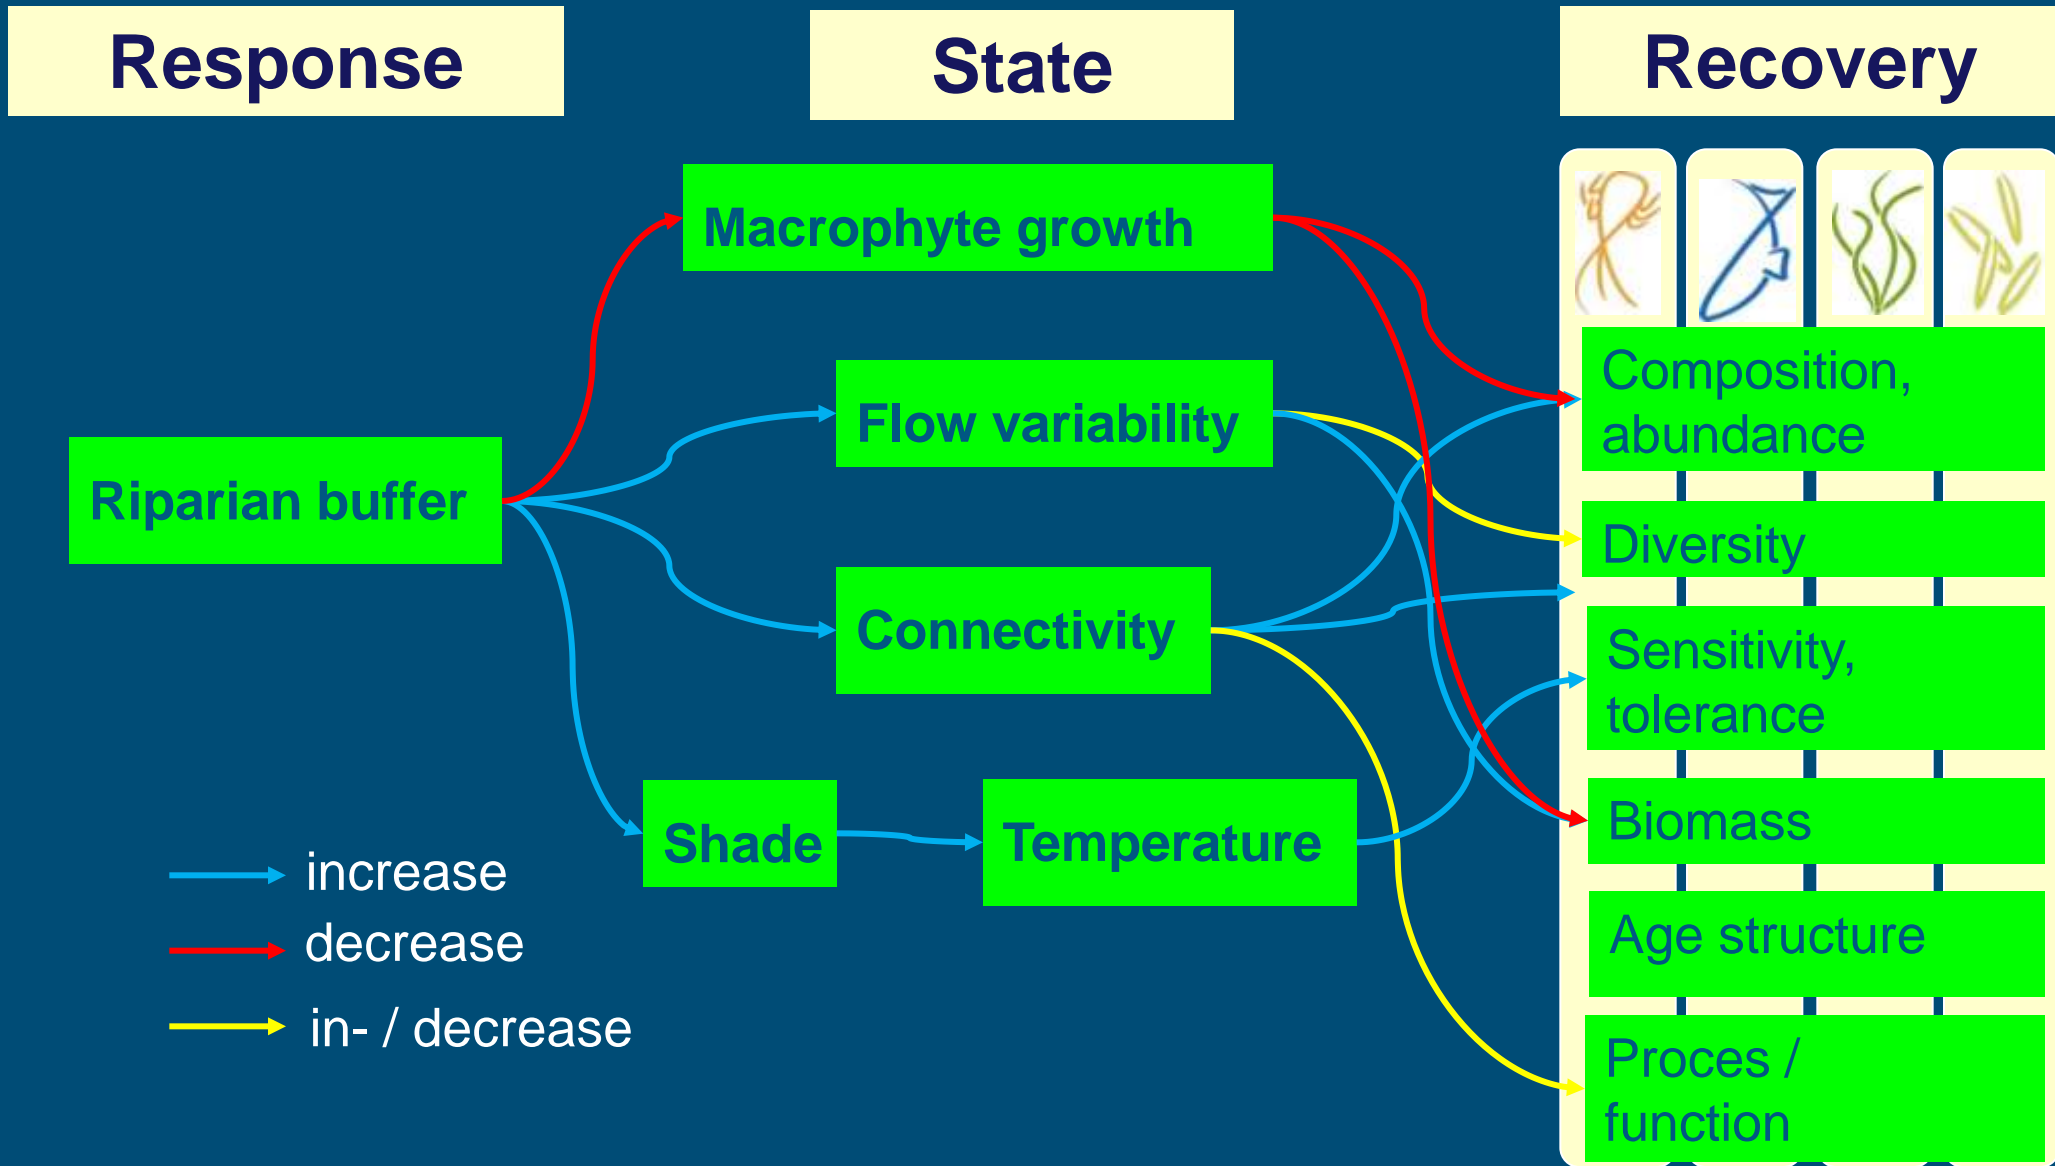 Response
State
Recovery
Macrophyte growth
Composition,
abundance
Flow variability
Riparian buffer
Diversity
Connectivity
Sensitivity,
tolerance
Shade
Temperature
Biomass
increase
decrease
in- / decrease
Age structure
Proces /
function